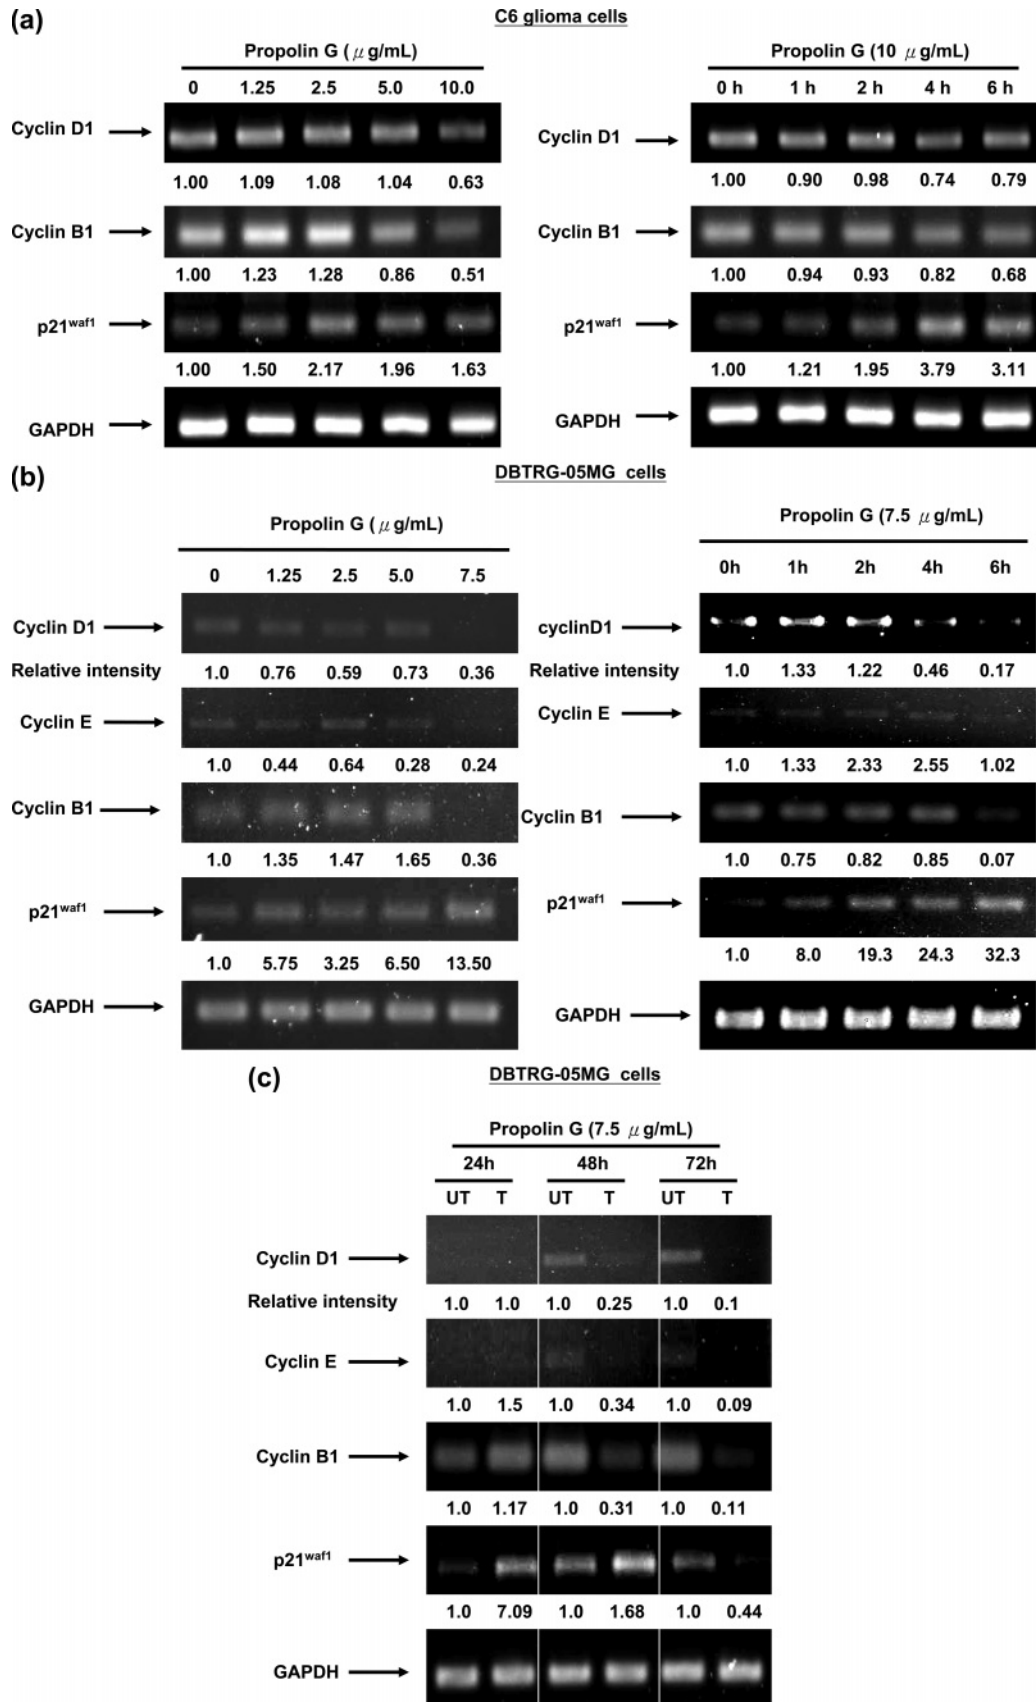 (a)
C6 glioma cells
Propolin G ( μ g/mL)
0 1.25 2.5 5.0 10.0
Cyclin D1
1.00 1.09 1.08 1.04 0.63
Cyclin B1
1.00 1.23 1.28 0.86 0.51
p21waf1
1.00 1.50 2.17 1.96 1.63
GAPDH
Propolin G (10 μ g/mL)
0 h 1 h 2 h 4 h 6 h
Cyclin D1
1.00 0.90 0.98 0.74 0.79
Cyclin B1
1.00 0.94 0.93 0.82 0.68
p21waf1
1.00 1.21 1.95 3.79 3.11
GAPDH
(b)
DBTRG-05MG cells
Propolin G ( μ g/mL)
0 1.25 2.5 5.0 7.5
Cyclin D1
Relative intensity 1.0 0.76 0.59 0.73 0.36
Cyclin E
1.0 0.44 0.64 0.28 0.24
Cyclin B1
1.0 1.35 1.47 1.65 0.36
p21waf1
1.0 5.75 3.25 6.50 13.50
GAPDH
Propolin G (7.5 μ g/mL)
0h 1h 2h 4h 6h
cyclinD1
Relative intensity 1.0 1.33 1.22 0.46 0.17
Cyclin E
1.0 1.33 2.33 2.55 1.02
Cyclin B1
1.0 0.75 0.82 0.85 0.07
p21waf1
1.0 8.0 19.3 24.3 32.3
GAPDH
(c)
DBTRG-05MG cells
Propolin G (7.5 μ g/mL)
24h 48h 72h
UT T UT T UT T
Cyclin D1
Relative intensity 1.0 1.0 1.0 0.25 1.0 0.1
Cyclin E
1.0 1.5 1.0 0.34 1.0 0.09
Cyclin B1
1.0 1.17 1.0 0.31 1.0 0.11
p21waf1
1.0 7.09 1.0 1.68 1.0 0.44
GAPDH